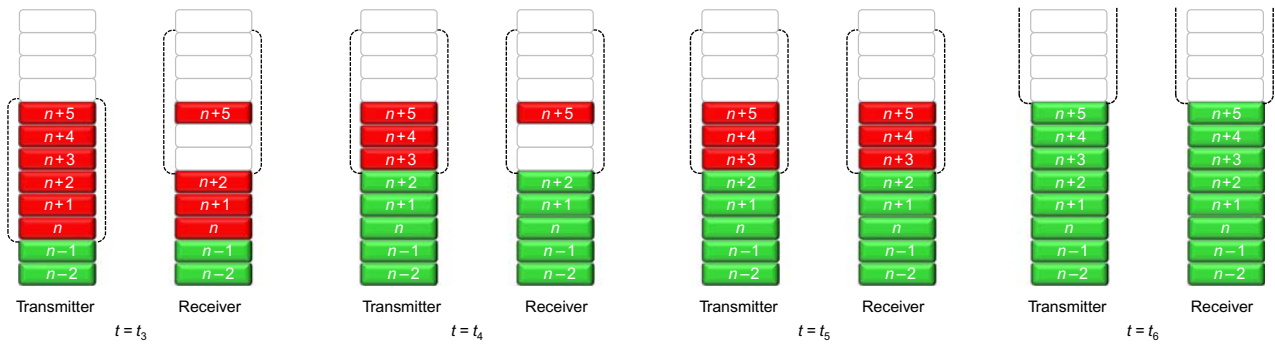 n+5 n+5 n+5 n+5 n+5 n+5 n+5 n+5
n+4 n+4 n+4 n+4 n+4 n+4
n+3 n+3 n+3 n+3 n+3 n+3
n+2 n+2 n+2 n+2 n+2 n+2 n+2 n+2
n+1 n+1 n+1 n+1 n+1 n+1 n+1 n+1
n n n n n n n n
n−1 n−1 n−1 n−1 n−1 n−1 n−1 n−1
n−2 n−2 n−2 n−2 n−2 n−2 n−2 n−2
Transmitter Receiver Transmitter Receiver Transmitter Receiver Transmitter Receiver
t = t₃ t = t₄ t = t₅ t = t₆